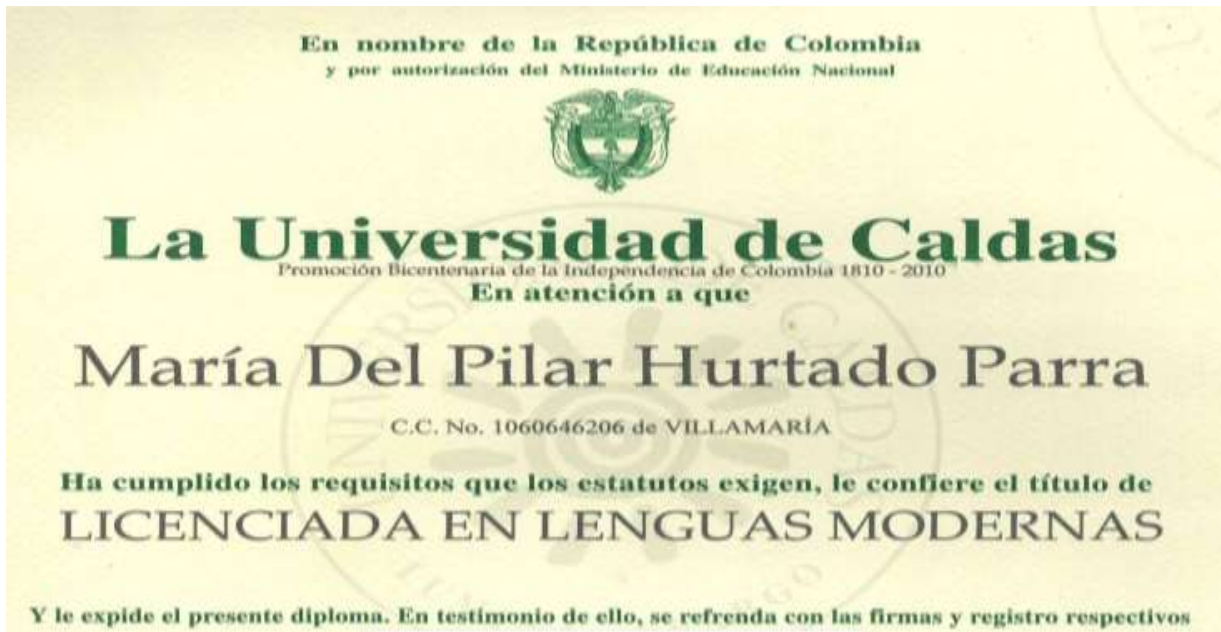 En nombre de la República de Colombia
y por autorización del Ministerio de Educación Nacional
La Universidad de Caldas
Promoción Bicentenaria de la Independencia de Colombia 1810 - 2010
En atención a que
María Del Pilar Hurtado Parra
C.C. No. 1060646206 de VILLAMARÍA
Ha cumplido los requisitos que los estatutos exigen, le confiere el título de
LICENCIADA EN LENGUAS MODERNAS
Y le expide el presente diploma. En testimonio de ello, se refrenda con las firmas y registro respectivos